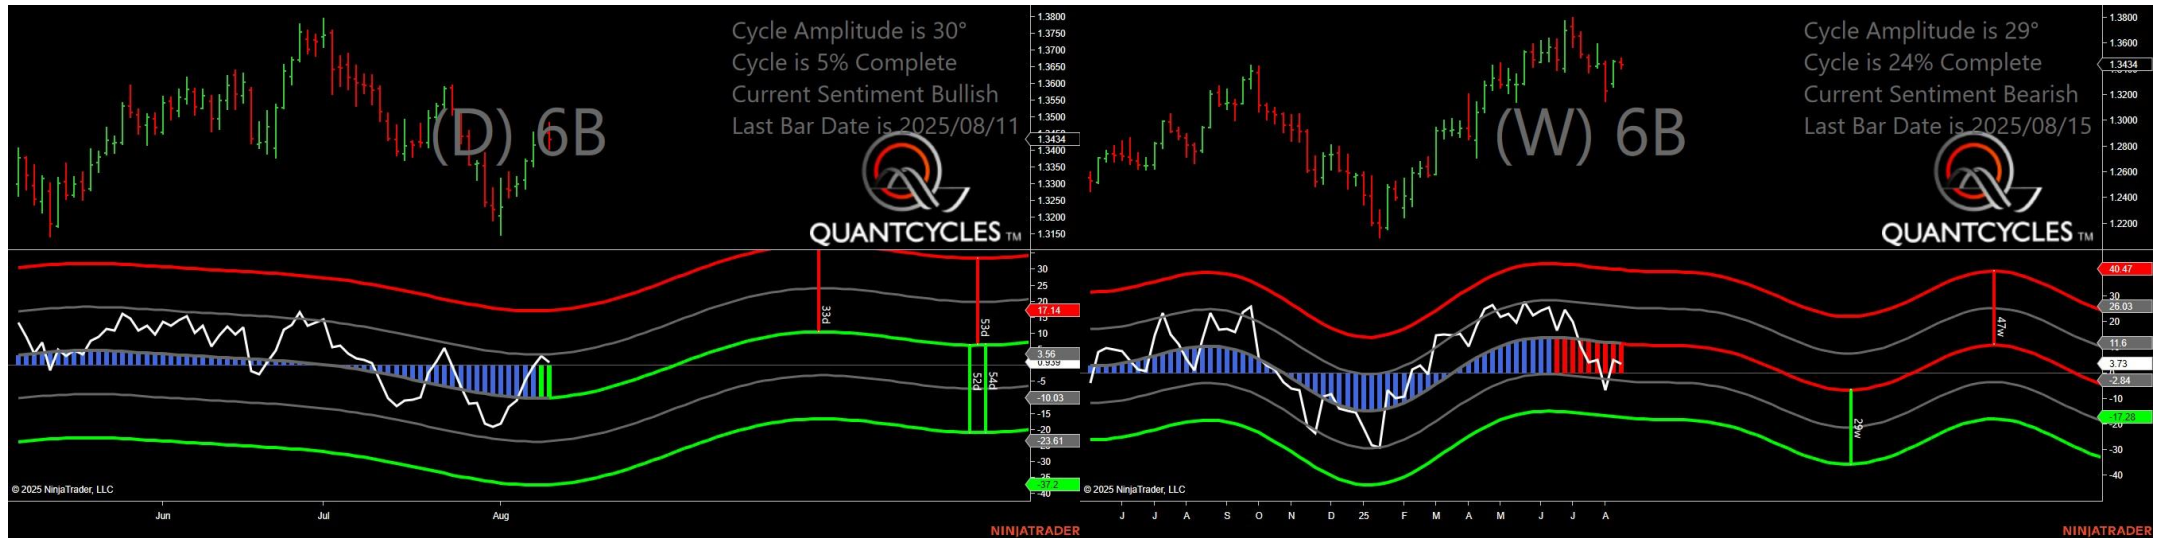 Cycle Amplitude is 30°
Cycle is 5% Complete
Current Sentiment Bullish
Last Bar Date is 2025/08/11
(D) 6B
QUANTCYCLES TM
1.3800
1.3750
1.3700
1.3650
1.3600
1.3550
1.3500
1.3434
1.3400
1.3350
1.3300
1.3250
1.3200
1.3150
33d
53d
52d
54d
30
25
20
17.14
15
10
3.56
0.939
-5
-10.03
-15
-20
-23.61
-30
-37.2
-40
© 2025 NinjaTrader, LLC
Jun
Jul
Aug
NINJATRADER
Cycle Amplitude is 29°
Cycle is 24% Complete
Current Sentiment Bearish
Last Bar Date is 2025/08/15
(W) 6B
QUANTCYCLES TM
1.3800
1.3600
1.3434
1.3200
1.3000
1.2800
1.2600
1.2400
1.2200
47w
29w
40.47
30
26.03
20
11.6
3.73
-2.84
-10
-17.28
-20
-30
-40
© 2025 NinjaTrader, LLC
J J A S O N D 25 F M A M J J A
NINJATRADER